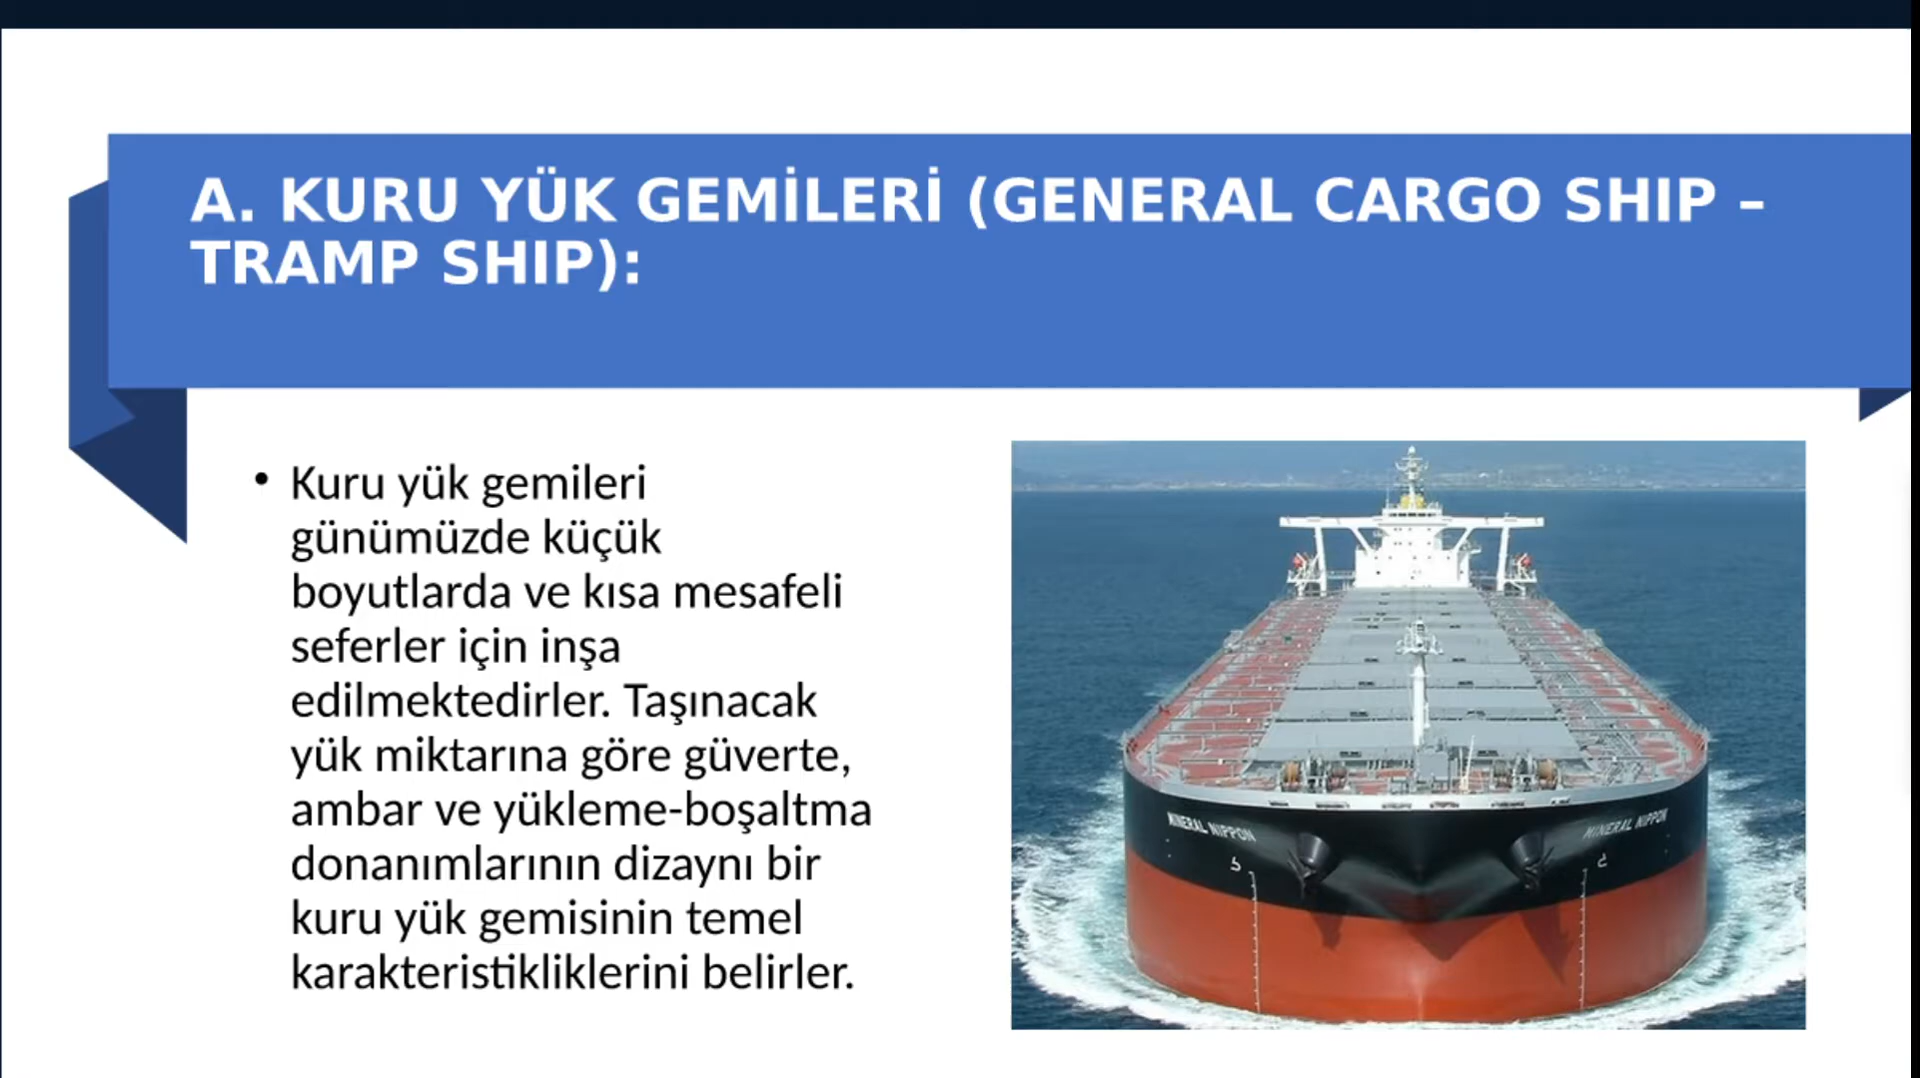 A. KURU YÜK GEMİLERİ (GENERAL CARGO SHIP –
TRAMP SHIP):
• Kuru yük gemileri
günümüzde küçük
boyutlarda ve kısa mesafeli
seferler için inşa
edilmektedirler. Taşınacak
yük miktarına göre güverte,
ambar ve yükleme-boşaltma
donanımlarının dizaynı bir
kuru yük gemisinin temel
karakteristikliklerini belirler.
MINERAL NIPPON
MINERAL NIPPON